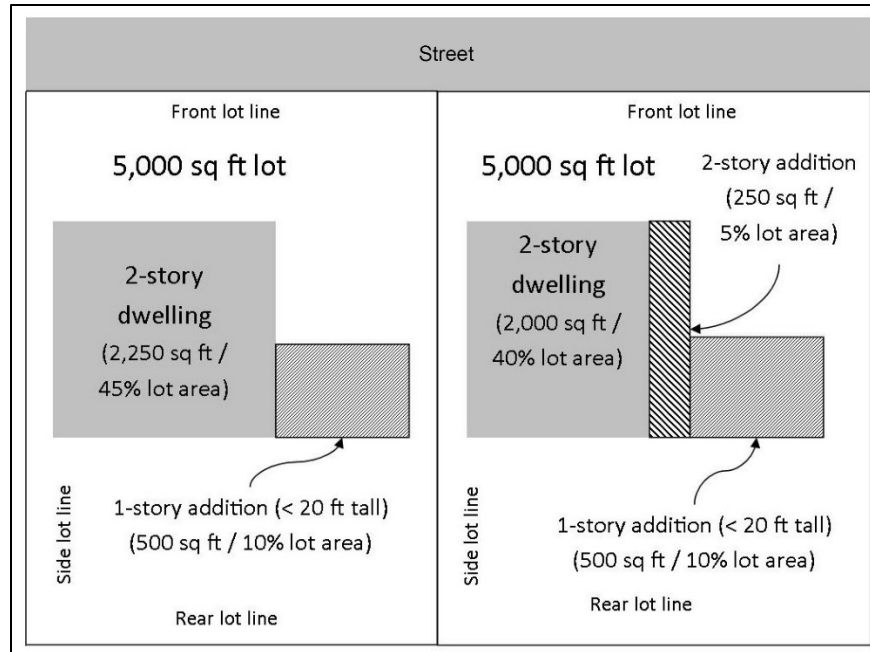 Street
Front lot line
5,000 sq ft lot
2-story
dwelling
(2,250 sq ft /
45% lot area)
1-story addition (< 20 ft tall)
(500 sq ft / 10% lot area)
Side lot line
Rear lot line
Front lot line
5,000 sq ft lot
2-story addition
(250 sq ft /
5% lot area)
2-story
dwelling
(2,000 sq ft /
40% lot area)
1-story addition (< 20 ft tall)
(500 sq ft / 10% lot area)
Side lot line
Rear lot line